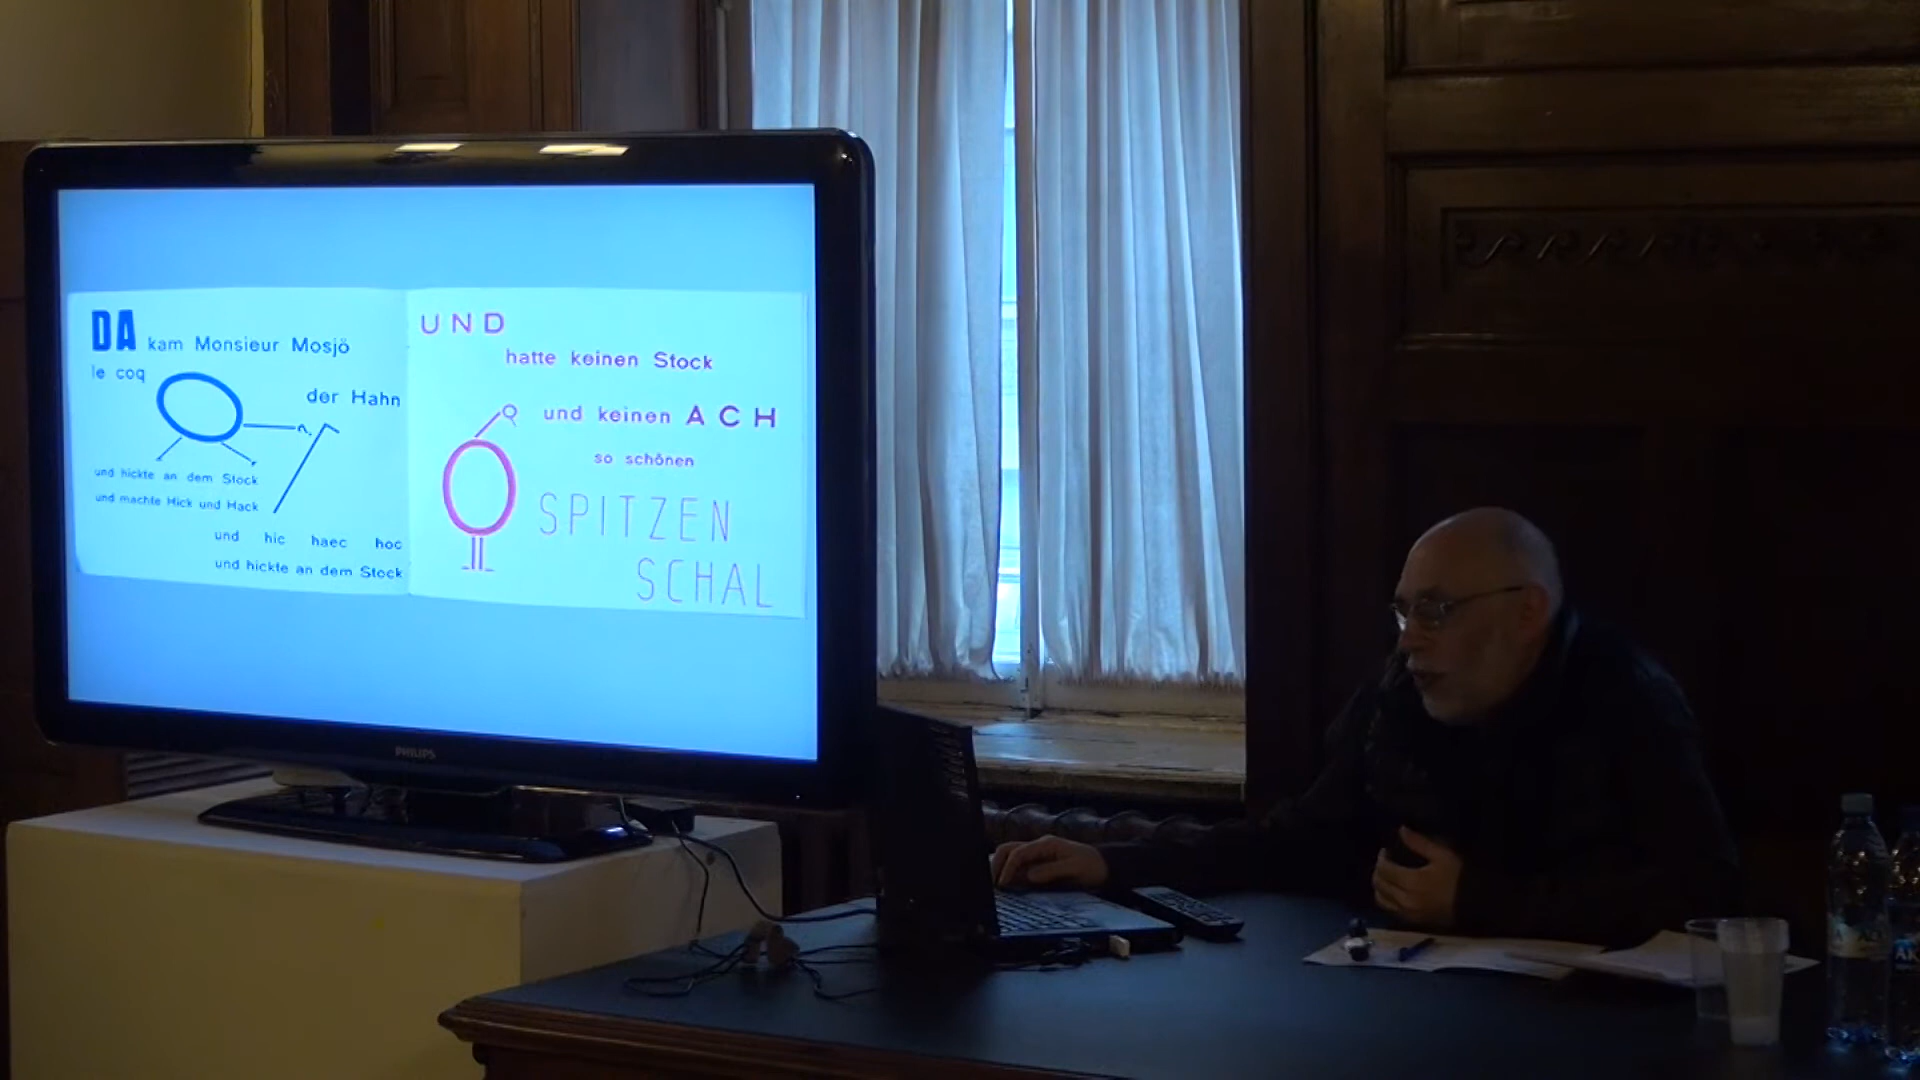 DA kam Monsieur Mosjö
le coq
der Hahn
und hickte an dem Stock
und machte Hick und Hack
und hic haec hoc
und hickte an dem Stock
UND
hatte keinen Stock
und keinen ACH
so schönen
SPITZEN
SCHAL
PHILIPS